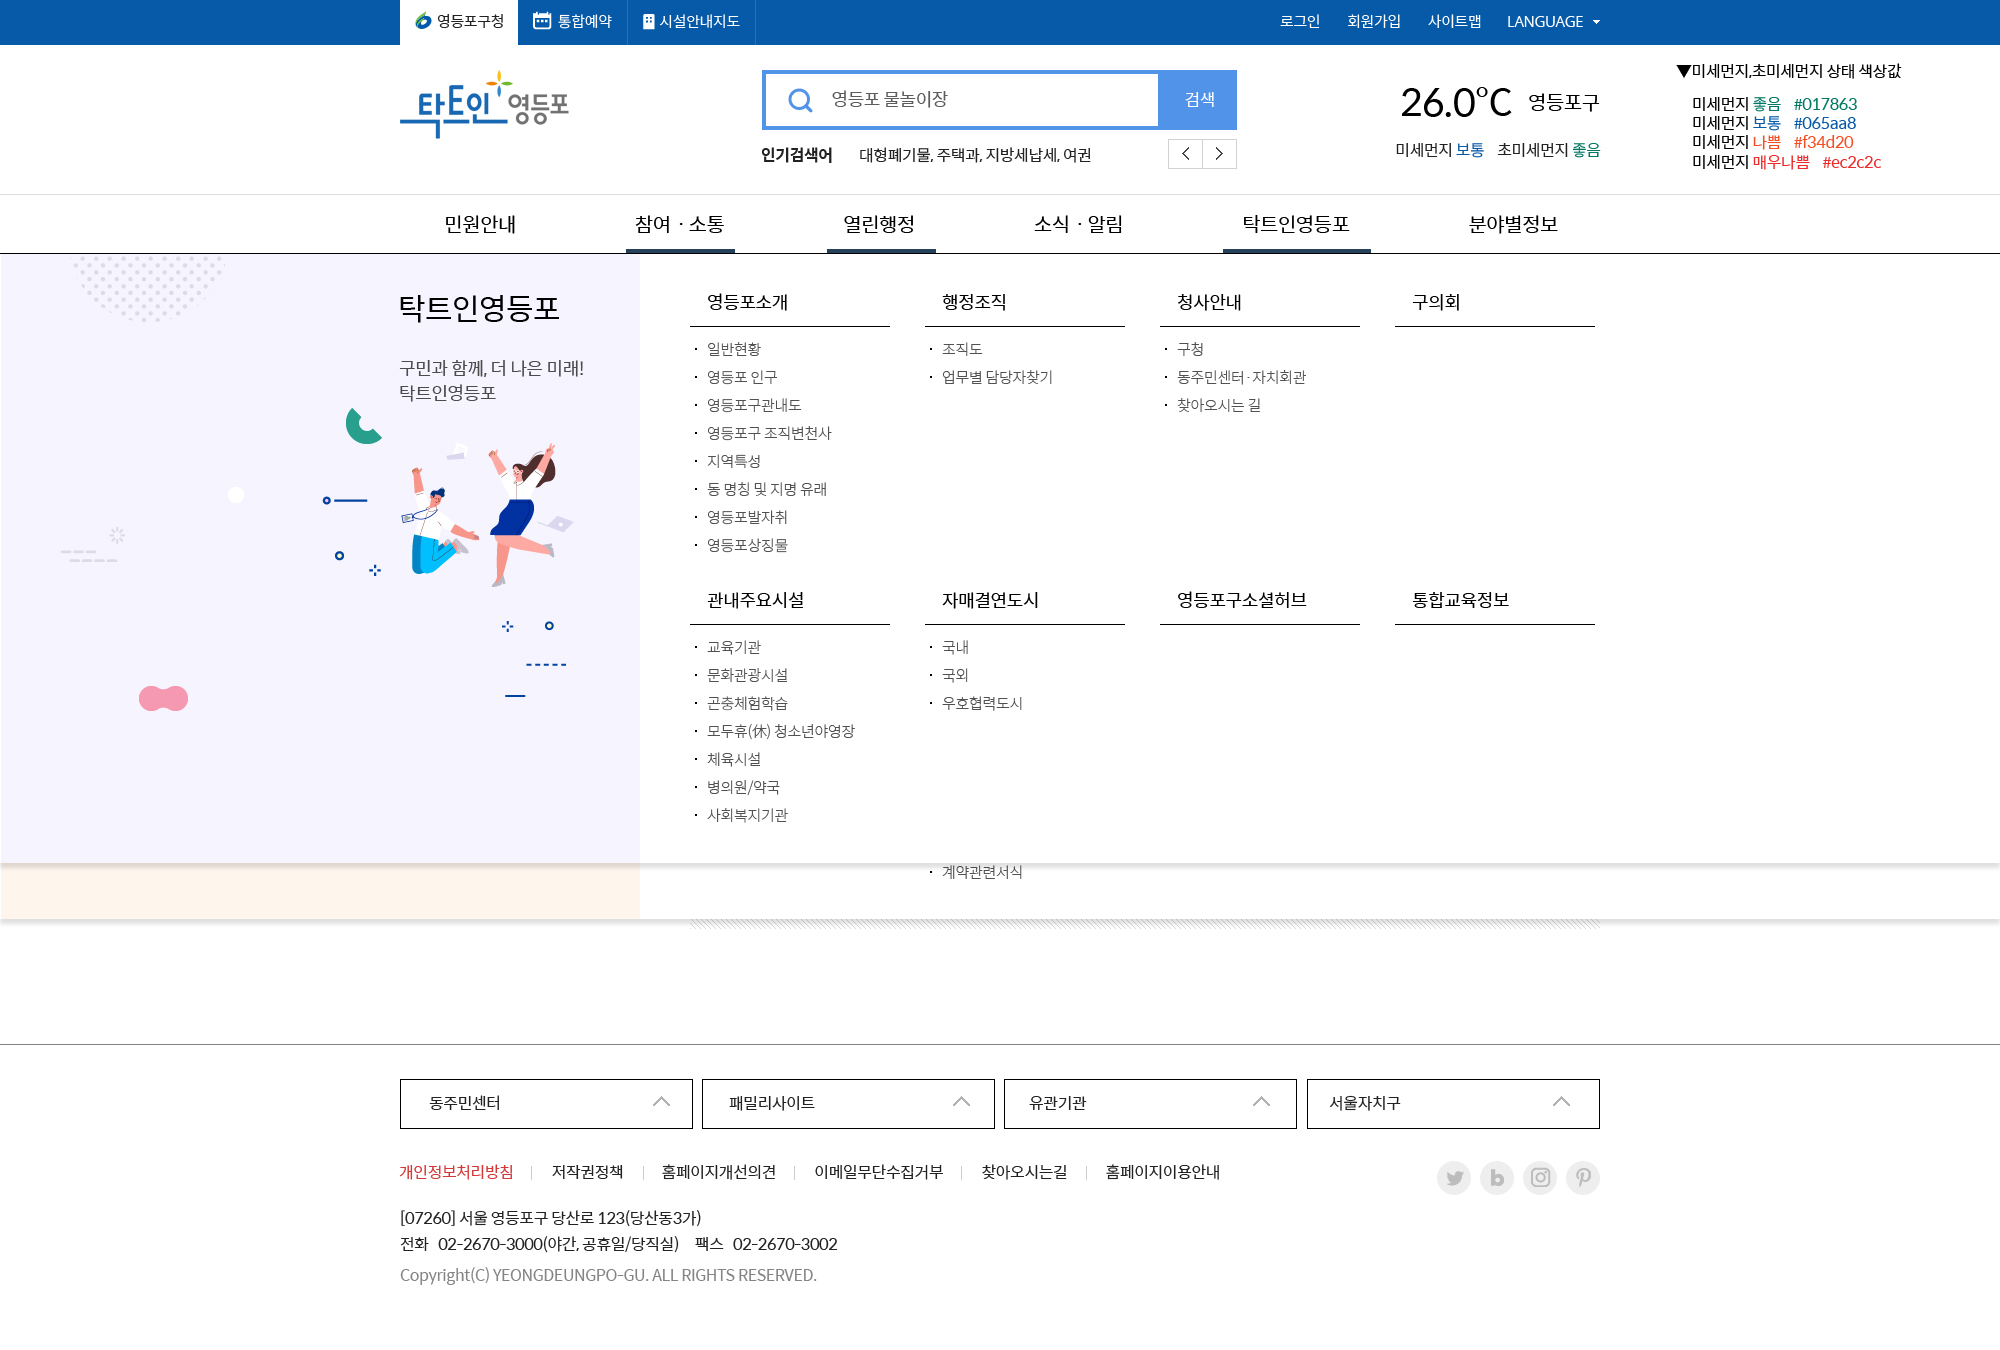 영등포구청 통합예약 시설안내지도 로그인 회원가입 사이트맵 LANGUAGE
탁트인 영등포
영등포 물놀이장 검색
인기검색어 대형폐기물, 주택과, 지방세납세, 여권
26.0°C 영등포구
미세먼지 보통 초미세먼지 좋음
▼미세먼지,초미세먼지 상태 색상값
미세먼지 좋음 #017863
미세먼지 보통 #065aa8
미세먼지 나쁨 #f34d20
미세먼지 매우나쁨 #ec2c2c
민원안내 참여·소통 열린행정 소식·알림 탁트인영등포 분야별정보
탁트인영등포
구민과 함께, 더 나은 미래!
탁트인영등포
영등포소개
일반현황
영등포 인구
영등포구관내도
영등포구 조직변천사
지역특성
동 명칭 및 지명 유래
영등포발자취
영등포상징물
행정조직
조직도
업무별 담당자찾기
청사안내
구청
동주민센터·자치회관
찾아오시는 길
구의회
관내주요시설
교육기관
문화관광시설
곤충체험학습
모두휴(休) 청소년야영장
체육시설
병의원/약국
사회복지기관
자매결연도시
국내
국외
우호협력도시
영등포구소셜허브
통합교육정보
계약관련서식
동주민센터 패밀리사이트 유관기관 서울자치구
개인정보처리방침 저작권정책 홈페이지개선의견 이메일무단수집거부 찾아오시는길 홈페이지이용안내
[07260] 서울 영등포구 당산로 123(당산동3가)
전화 02-2670-3000(야간, 공휴일/당직실) 팩스 02-2670-3002
Copyright(C) YEONGDEUNGPO-GU. ALL RIGHTS RESERVED.